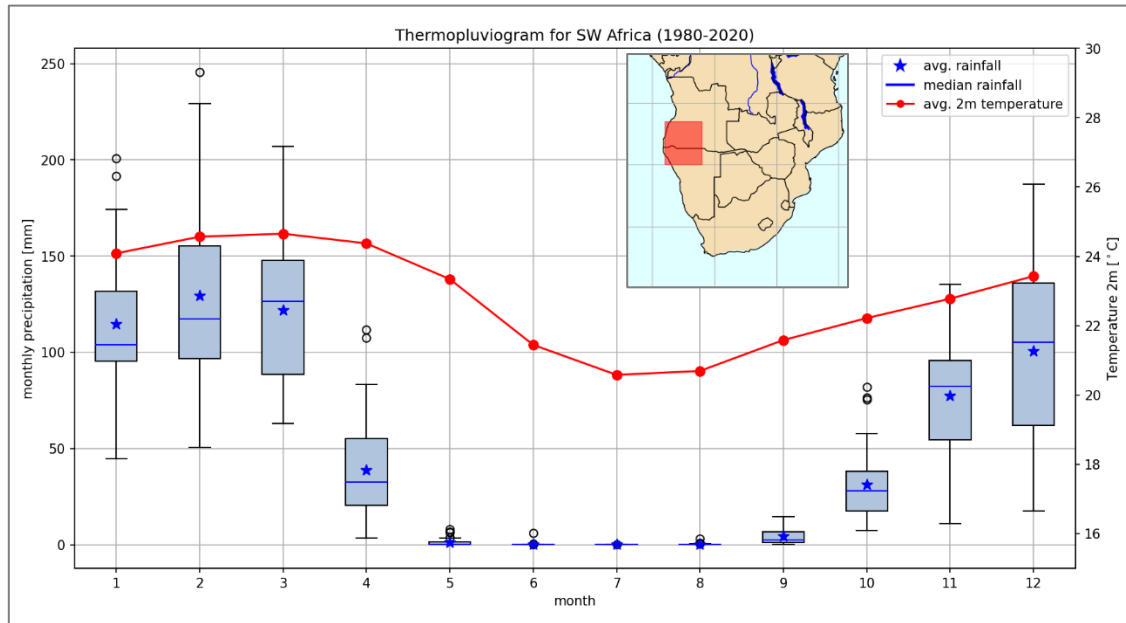 Thermopluviogram for SW Africa (1980-2020)
avg. rainfall
median rainfall
avg. 2m temperature
monthly precipitation [mm]
250
200
150
100
50
0
Temperature 2m [°C]
30
28
26
24
22
20
18
16
1 2 3 4 5 6 7 8 9 10 11 12
month